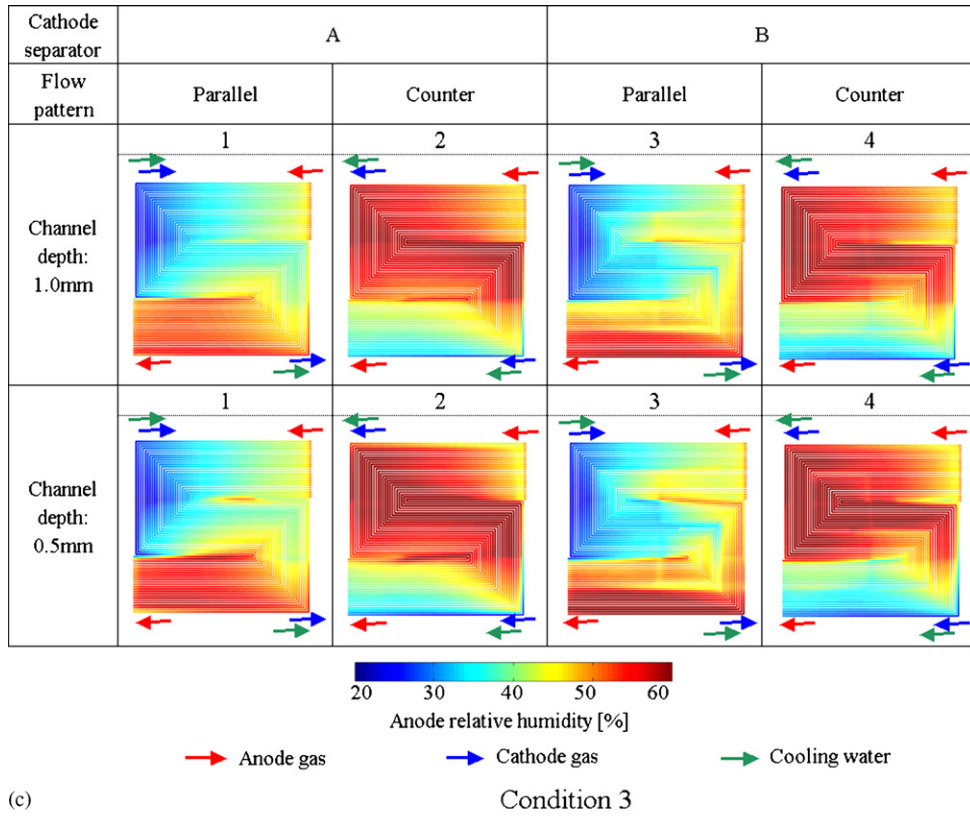 Cathode
separator
A
B
Flow
pattern
Parallel
Counter
Parallel
Counter
Channel
depth:
1.0mm
1
2
3
4
Channel
depth:
0.5mm
1
2
3
4
20 30 40 50 60
Anode relative humidity [%]
Anode gas
Cathode gas
Cooling water
(c)
Condition 3